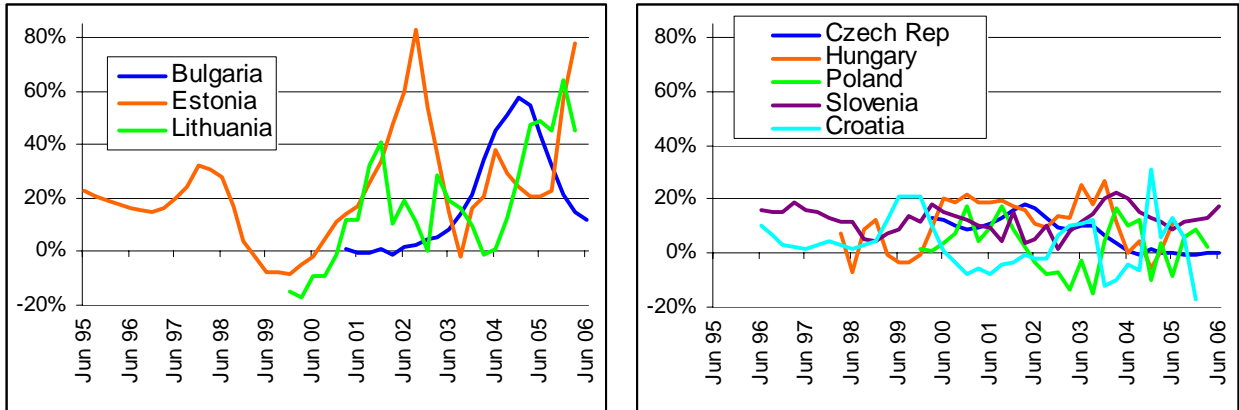 80%
60%
40%
20%
0%
-20%
Bulgaria
Estonia
Lithuania
Jun 95
Jun 96
Jun 97
Jun 98
Jun 99
Jun 00
Jun 01
Jun 02
Jun 03
Jun 04
Jun 05
Jun 06
80%
60%
40%
20%
0%
-20%
Czech Rep
Hungary
Poland
Slovenia
Croatia
Jun 95
Jun 96
Jun 97
Jun 98
Jun 99
Jun 00
Jun 01
Jun 02
Jun 03
Jun 04
Jun 05
Jun 06